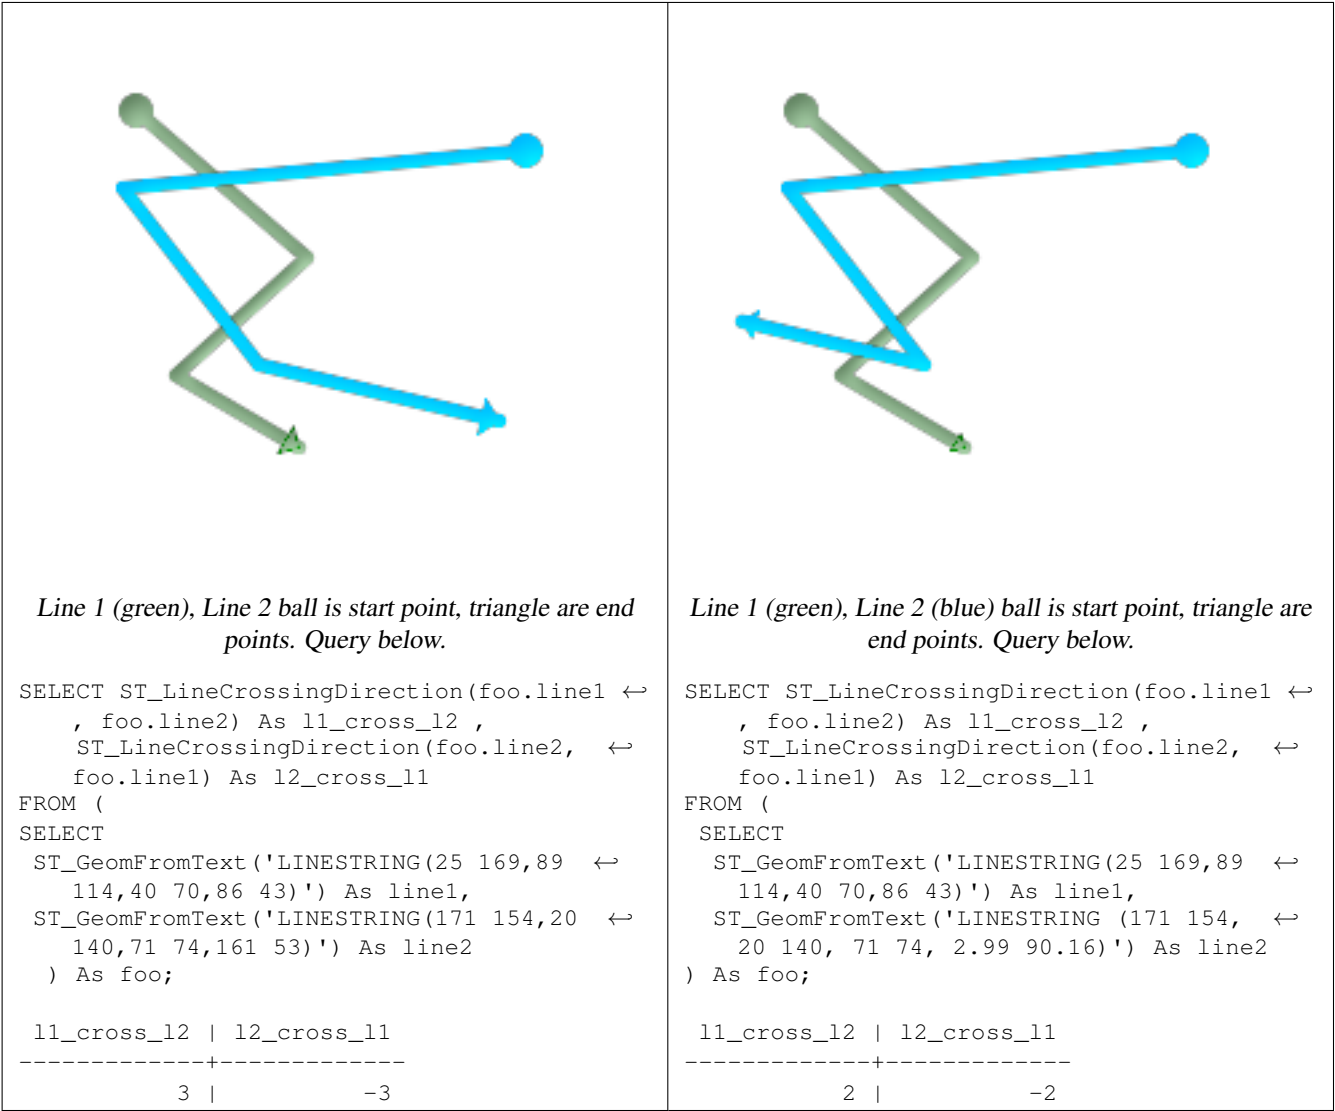 Line 1 (green), Line 2 ball is start point, triangle are end
points. Query below.
SELECT ST_LineCrossingDirection(foo.line1 ↩
, foo.line2) As l1_cross_l2 ,
ST_LineCrossingDirection(foo.line2, ↩
foo.line1) As l2_cross_l1
FROM (
SELECT
ST_GeomFromText('LINESTRING(25 169,89 ↩
114,40 70,86 43)') As line1,
ST_GeomFromText('LINESTRING(171 154,20 ↩
140,71 74,161 53)') As line2
) As foo;
l1_cross_l2 | l2_cross_l1
-------------+-------------
3 | -3
Line 1 (green), Line 2 (blue) ball is start point, triangle are
end points. Query below.
SELECT ST_LineCrossingDirection(foo.line1 ↩
, foo.line2) As l1_cross_l2 ,
ST_LineCrossingDirection(foo.line2, ↩
foo.line1) As l2_cross_l1
FROM (
SELECT
ST_GeomFromText('LINESTRING(25 169,89 ↩
114,40 70,86 43)') As line1,
ST_GeomFromText('LINESTRING (171 154, ↩
20 140, 71 74, 2.99 90.16)') As line2
) As foo;
l1_cross_l2 | l2_cross_l1
-------------+-------------
2 | -2